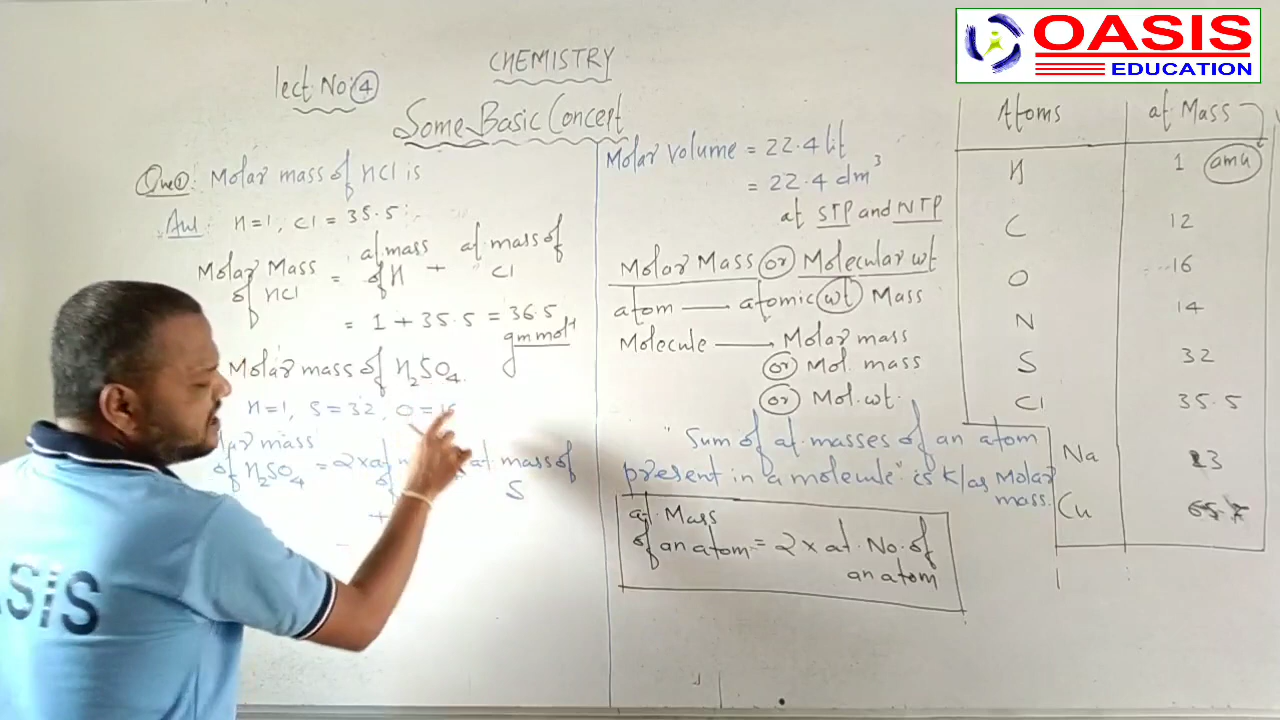 OASIS
EDUCATION
CHEMISTRY
lect No: 4
Some Basic Concept
Que① : Molar mass of HCl is
Ans : H=1, Cl = 35.5
Molar Mass of HCl = at mass of H + at. mass of Cl
= 1 + 35.5 = 36.5
gm mol⁻¹
Molar mass of H₂SO₄.
H=1, S=32, O=16
mass
of H₂SO₄ = 2 x at
of
at mass of
S
+
Molar volume = 22.4 lit
= 22.4 dm³
at STP and NTP
Molar Mass or Molecular wt
atom — atomic wt Mass
Molecule — Molar mass
or Mol. mass
or Mol. wt.
"Sum of at. masses of an atom
present in a molecule" is K/as Molar
mass.
at. Mass
of an atom = 2 x at. No. of
an atom
Atoms at Mass
H 1 amu
C 12
O 16
N 14
S 32
Cl 35.5
Na 23
Cu
ASIS